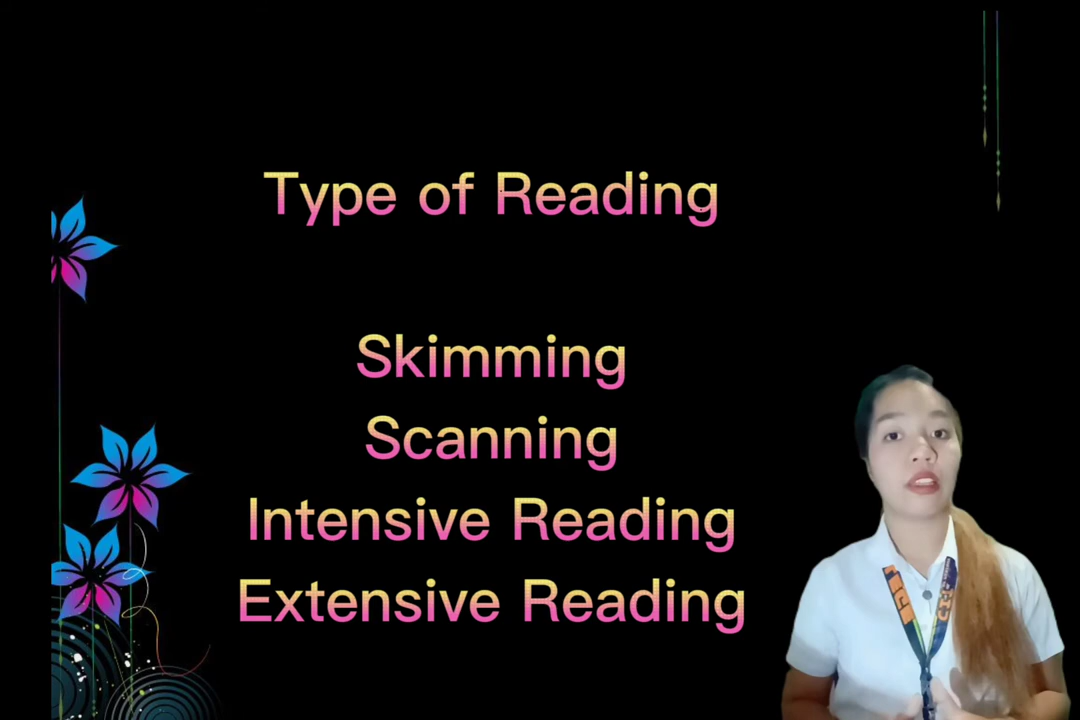 Type of Reading
Skimming
Scanning
Intensive Reading
Extensive Reading